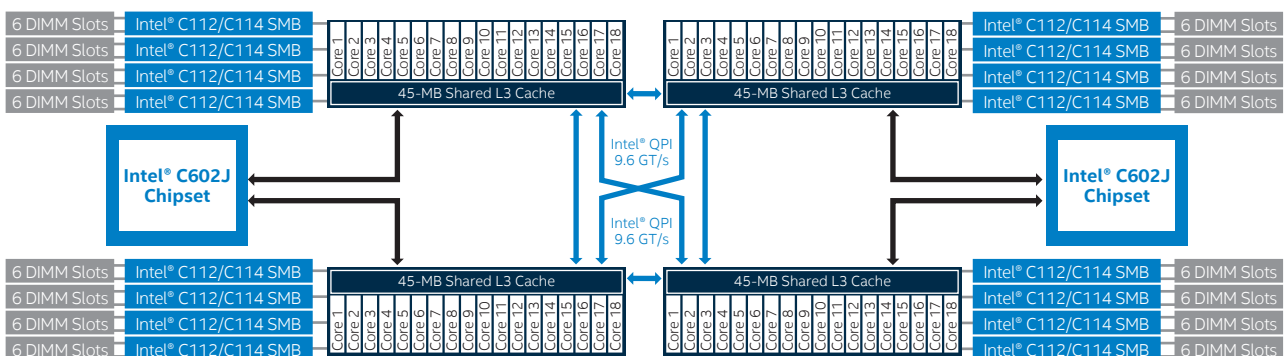 6 DIMM Slots
Intel® C112/C114 SMB
6 DIMM Slots
Intel® C112/C114 SMB
6 DIMM Slots
Intel® C112/C114 SMB
6 DIMM Slots
Intel® C112/C114 SMB
Core 1
Core 2
Core 3
Core 4
Core 5
Core 6
Core 7
Core 8
Core 9
Core 10
Core 11
Core 12
Core 13
Core 14
Core 15
Core 16
Core 17
Core 18
45-MB Shared L3 Cache
Core 1
Core 2
Core 3
Core 4
Core 5
Core 6
Core 7
Core 8
Core 9
Core 10
Core 11
Core 12
Core 13
Core 14
Core 15
Core 16
Core 17
Core 18
45-MB Shared L3 Cache
Intel® C112/C114 SMB
6 DIMM Slots
Intel® C112/C114 SMB
6 DIMM Slots
Intel® C112/C114 SMB
6 DIMM Slots
Intel® C112/C114 SMB
6 DIMM Slots
Intel® C602J
Chipset
Intel® QPI
9.6 GT/s
Intel® QPI
9.6 GT/s
Intel® C602J
Chipset
6 DIMM Slots
Intel® C112/C114 SMB
6 DIMM Slots
Intel® C112/C114 SMB
6 DIMM Slots
Intel® C112/C114 SMB
6 DIMM Slots
Intel® C112/C114 SMB
45-MB Shared L3 Cache
Core 1
Core 2
Core 3
Core 4
Core 5
Core 6
Core 7
Core 8
Core 9
Core 10
Core 11
Core 12
Core 13
Core 14
Core 15
Core 16
Core 17
Core 18
45-MB Shared L3 Cache
Core 1
Core 2
Core 3
Core 4
Core 5
Core 6
Core 7
Core 8
Core 9
Core 10
Core 11
Core 12
Core 13
Core 14
Core 15
Core 16
Core 17
Core 18
Intel® C112/C114 SMB
6 DIMM Slots
Intel® C112/C114 SMB
6 DIMM Slots
Intel® C112/C114 SMB
6 DIMM Slots
Intel® C112/C114 SMB
6 DIMM Slots